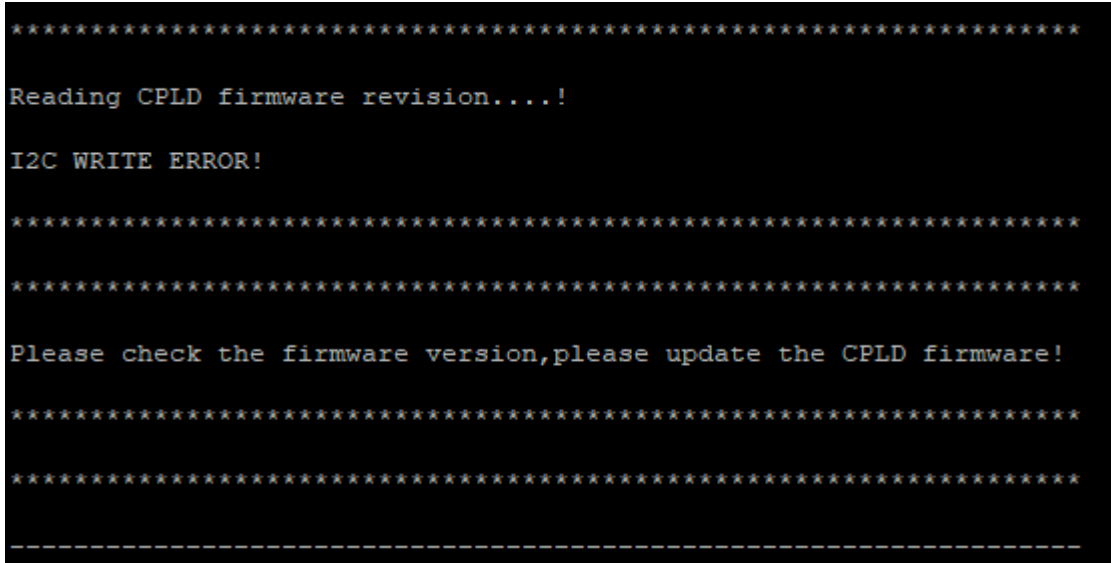 *******************************************************************
Reading CPLD firmware revision....!
I2C WRITE ERROR!
*******************************************************************
*******************************************************************
Please check the firmware version,please update the CPLD firmware!
*******************************************************************
*******************************************************************
-------------------------------------------------------------------